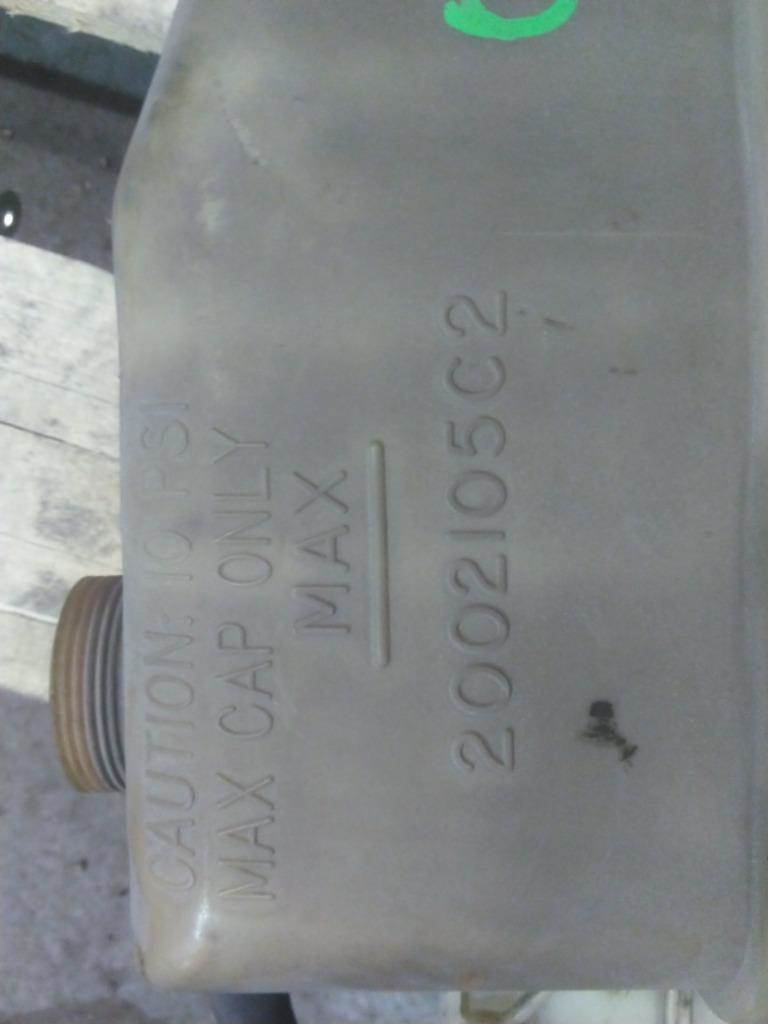 CAUTION: 10 PSI
MAX CAP ONLY
MAX
2002105C2